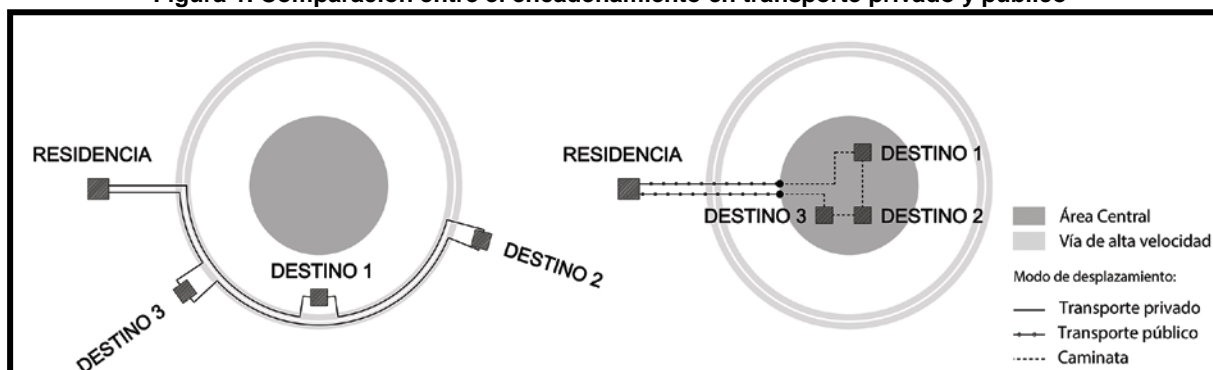 Figura 1. Comparación entre el encadenamiento en transporte privado y público
RESIDENCIA
DESTINO 1
DESTINO 2
DESTINO 3
RESIDENCIA
DESTINO 1
DESTINO 3
DESTINO 2
Área Central
Vía de alta velocidad
Modo de desplazamiento:
Transporte privado
Transporte público
Caminata